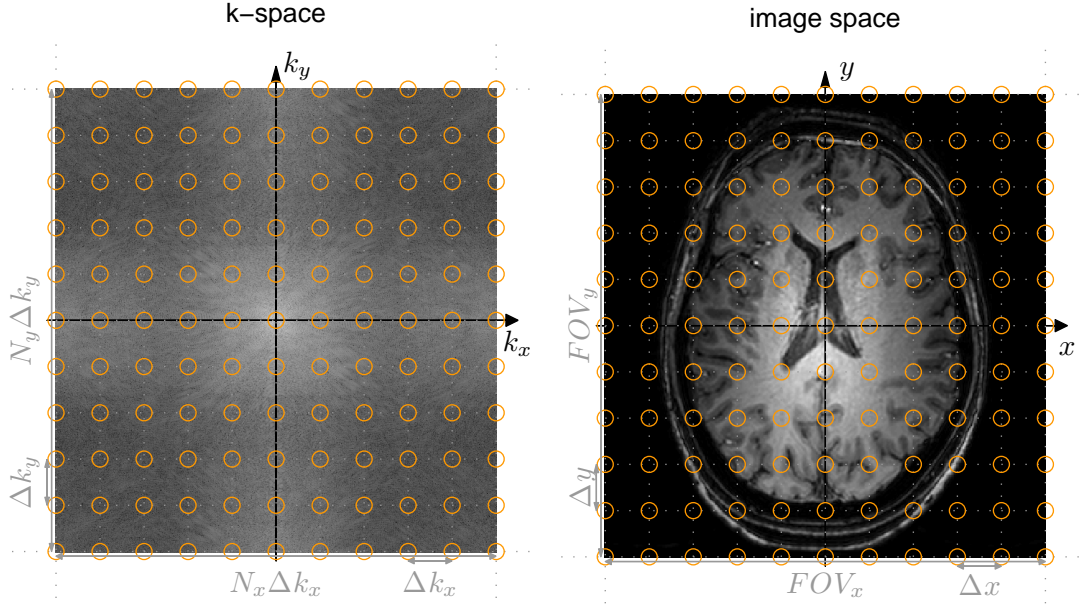 k−space
image space
k_y
y
N_yΔk_y
FOV_y
k_x
x
Δk_y
Δy
N_xΔk_x
Δk_x
FOV_x
Δx